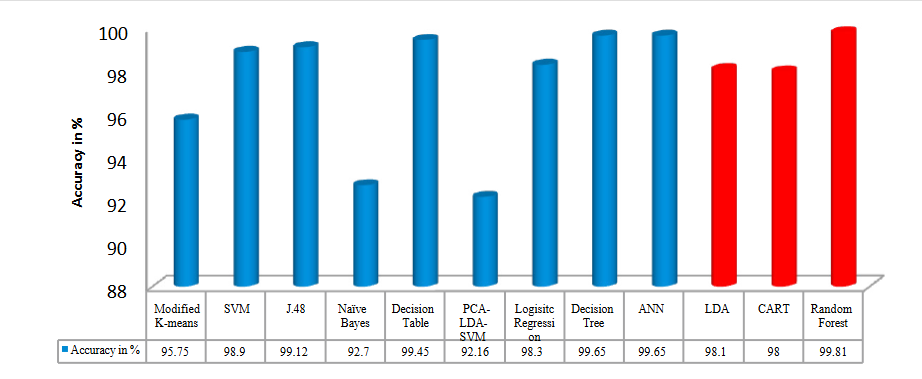 100
98
96
94
92
90
88
Accuracy in %
Modified K-means SVM J.48 Naïve Bayes Decision Table PCA-LDA-SVM Logisitc Regression Decision Tree ANN LDA CART Random Forest
Accuracy in % 95.75 98.9 99.12 92.7 99.45 92.16 98.3 99.65 99.65 98.1 98 99.81